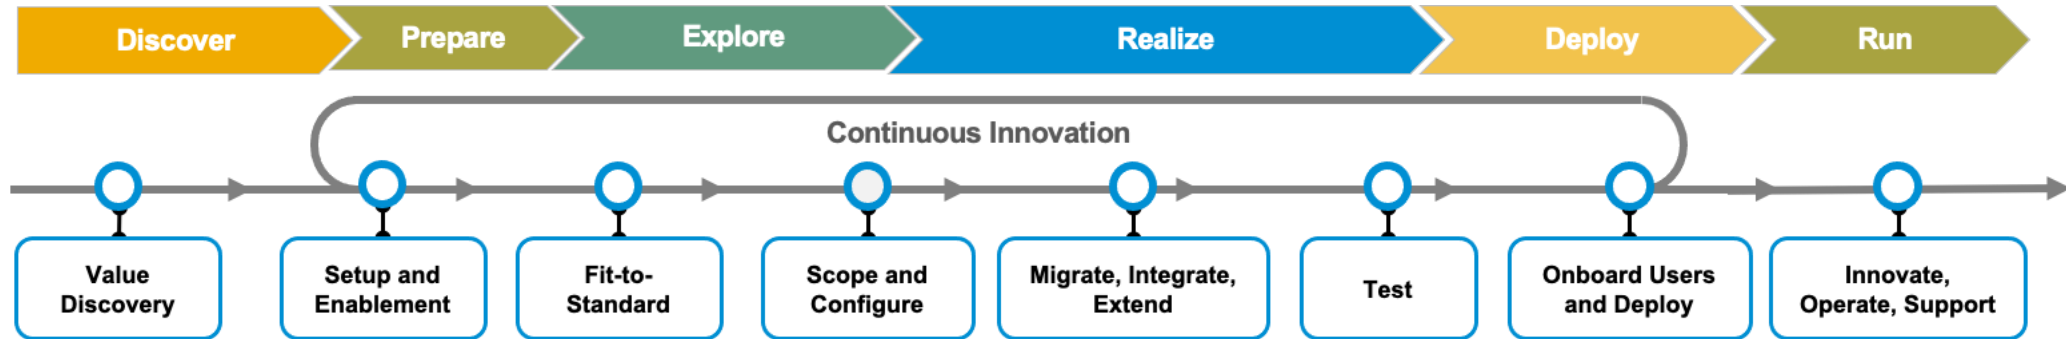 Discover
Prepare
Explore
Realize
Deploy
Run
Continuous Innovation
Value
Discovery
Setup and
Enablement
Fit-to-
Standard
Scope and
Configure
Migrate, Integrate,
Extend
Test
Onboard Users
and Deploy
Innovate,
Operate, Support